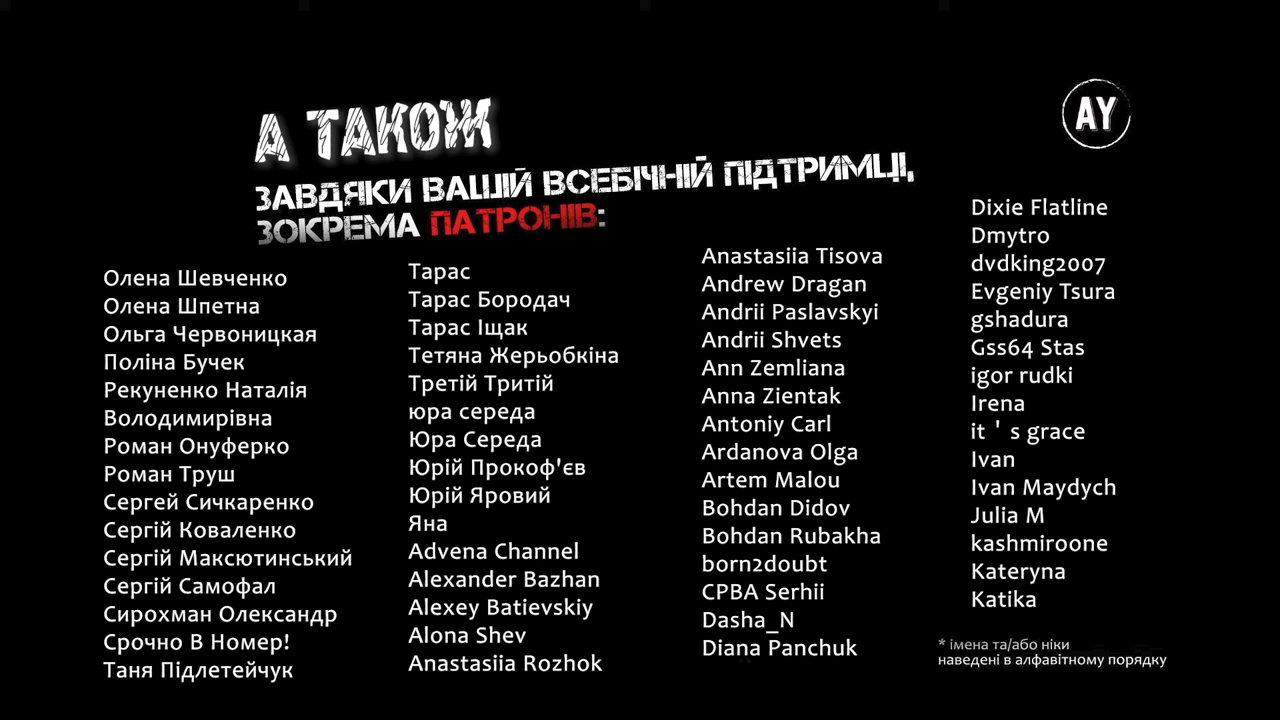 А ТАКОЖ
ЗАВДЯКИ ВАШІЙ ВСЕБІЧНІЙ ПІДТРИМЦІ,
ЗОКРЕМА ПАТРОНІВ:
AY
Олена Шевченко
Олена Шпетна
Ольга Червоницкая
Поліна Бучек
Рекуненко Наталія
Володимирівна
Роман Онуферко
Роман Труш
Сергей Сичкаренко
Сергій Коваленко
Сергій Максютинський
Сергій Самофал
Сирохман Олександр
Срочно В Номер!
Таня Підлетейчук
Тарас
Тарас Бородач
Тарас Іщак
Тетяна Жерьобкіна
Третій Тритій
юра середа
Юра Середа
Юрій Прокоф'єв
Юрій Яровий
Яна
Advena Channel
Alexander Bazhan
Alexey Batievskiy
Alona Shev
Anastasiia Rozhok
Anastasiia Tisova
Andrew Dragan
Andrii Paslavskyi
Andrii Shvets
Ann Zemliana
Anna Zientak
Antoniy Carl
Ardanova Olga
Artem Malou
Bohdan Didov
Bohdan Rubakha
born2doubt
CPBA Serhii
Dasha_N
Diana Panchuk
Dixie Flatline
Dmytro
dvdking2007
Evgeniy Tsura
gshadura
Gss64 Stas
igor rudki
Irena
it ' s grace
Ivan
Ivan Maydych
Julia M
kashmiroone
Kateryna
Katika
* імена та/або ніки
наведені в алфавітному порядку